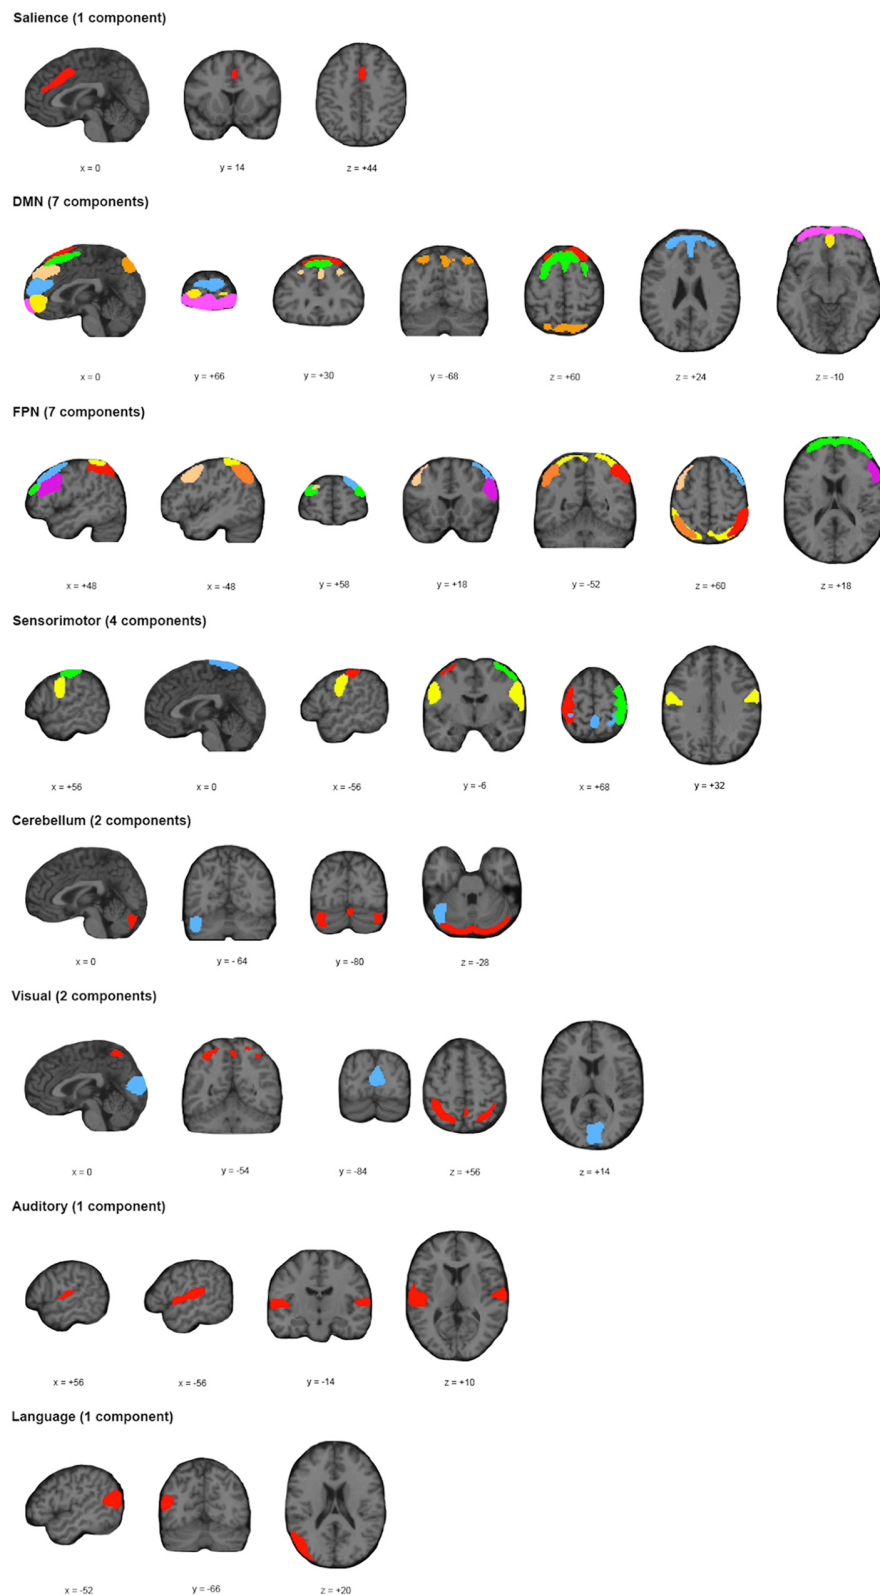 Salience (1 component)
x = 0 y = 14 z = +44
DMN (7 components)
x = 0 y = +66 y = +30 y = -68 z = +60 z = +24 z = -10
FPN (7 components)
x = +48 x = -48 y = +58 y = +18 y = -52 z = +60 z = +18
Sensorimotor (4 components)
x = +56 x = 0 x = -56 y = -6 x = +68 y = +32
Cerebellum (2 components)
x = 0 y = - 64 y = -80 z = -28
Visual (2 components)
x = 0 y = -54 y = -84 z = +56 z = +14
Auditory (1 component)
x = +56 x = -56 y = -14 z = +10
Language (1 component)
x = -52 y = -66 z = +20